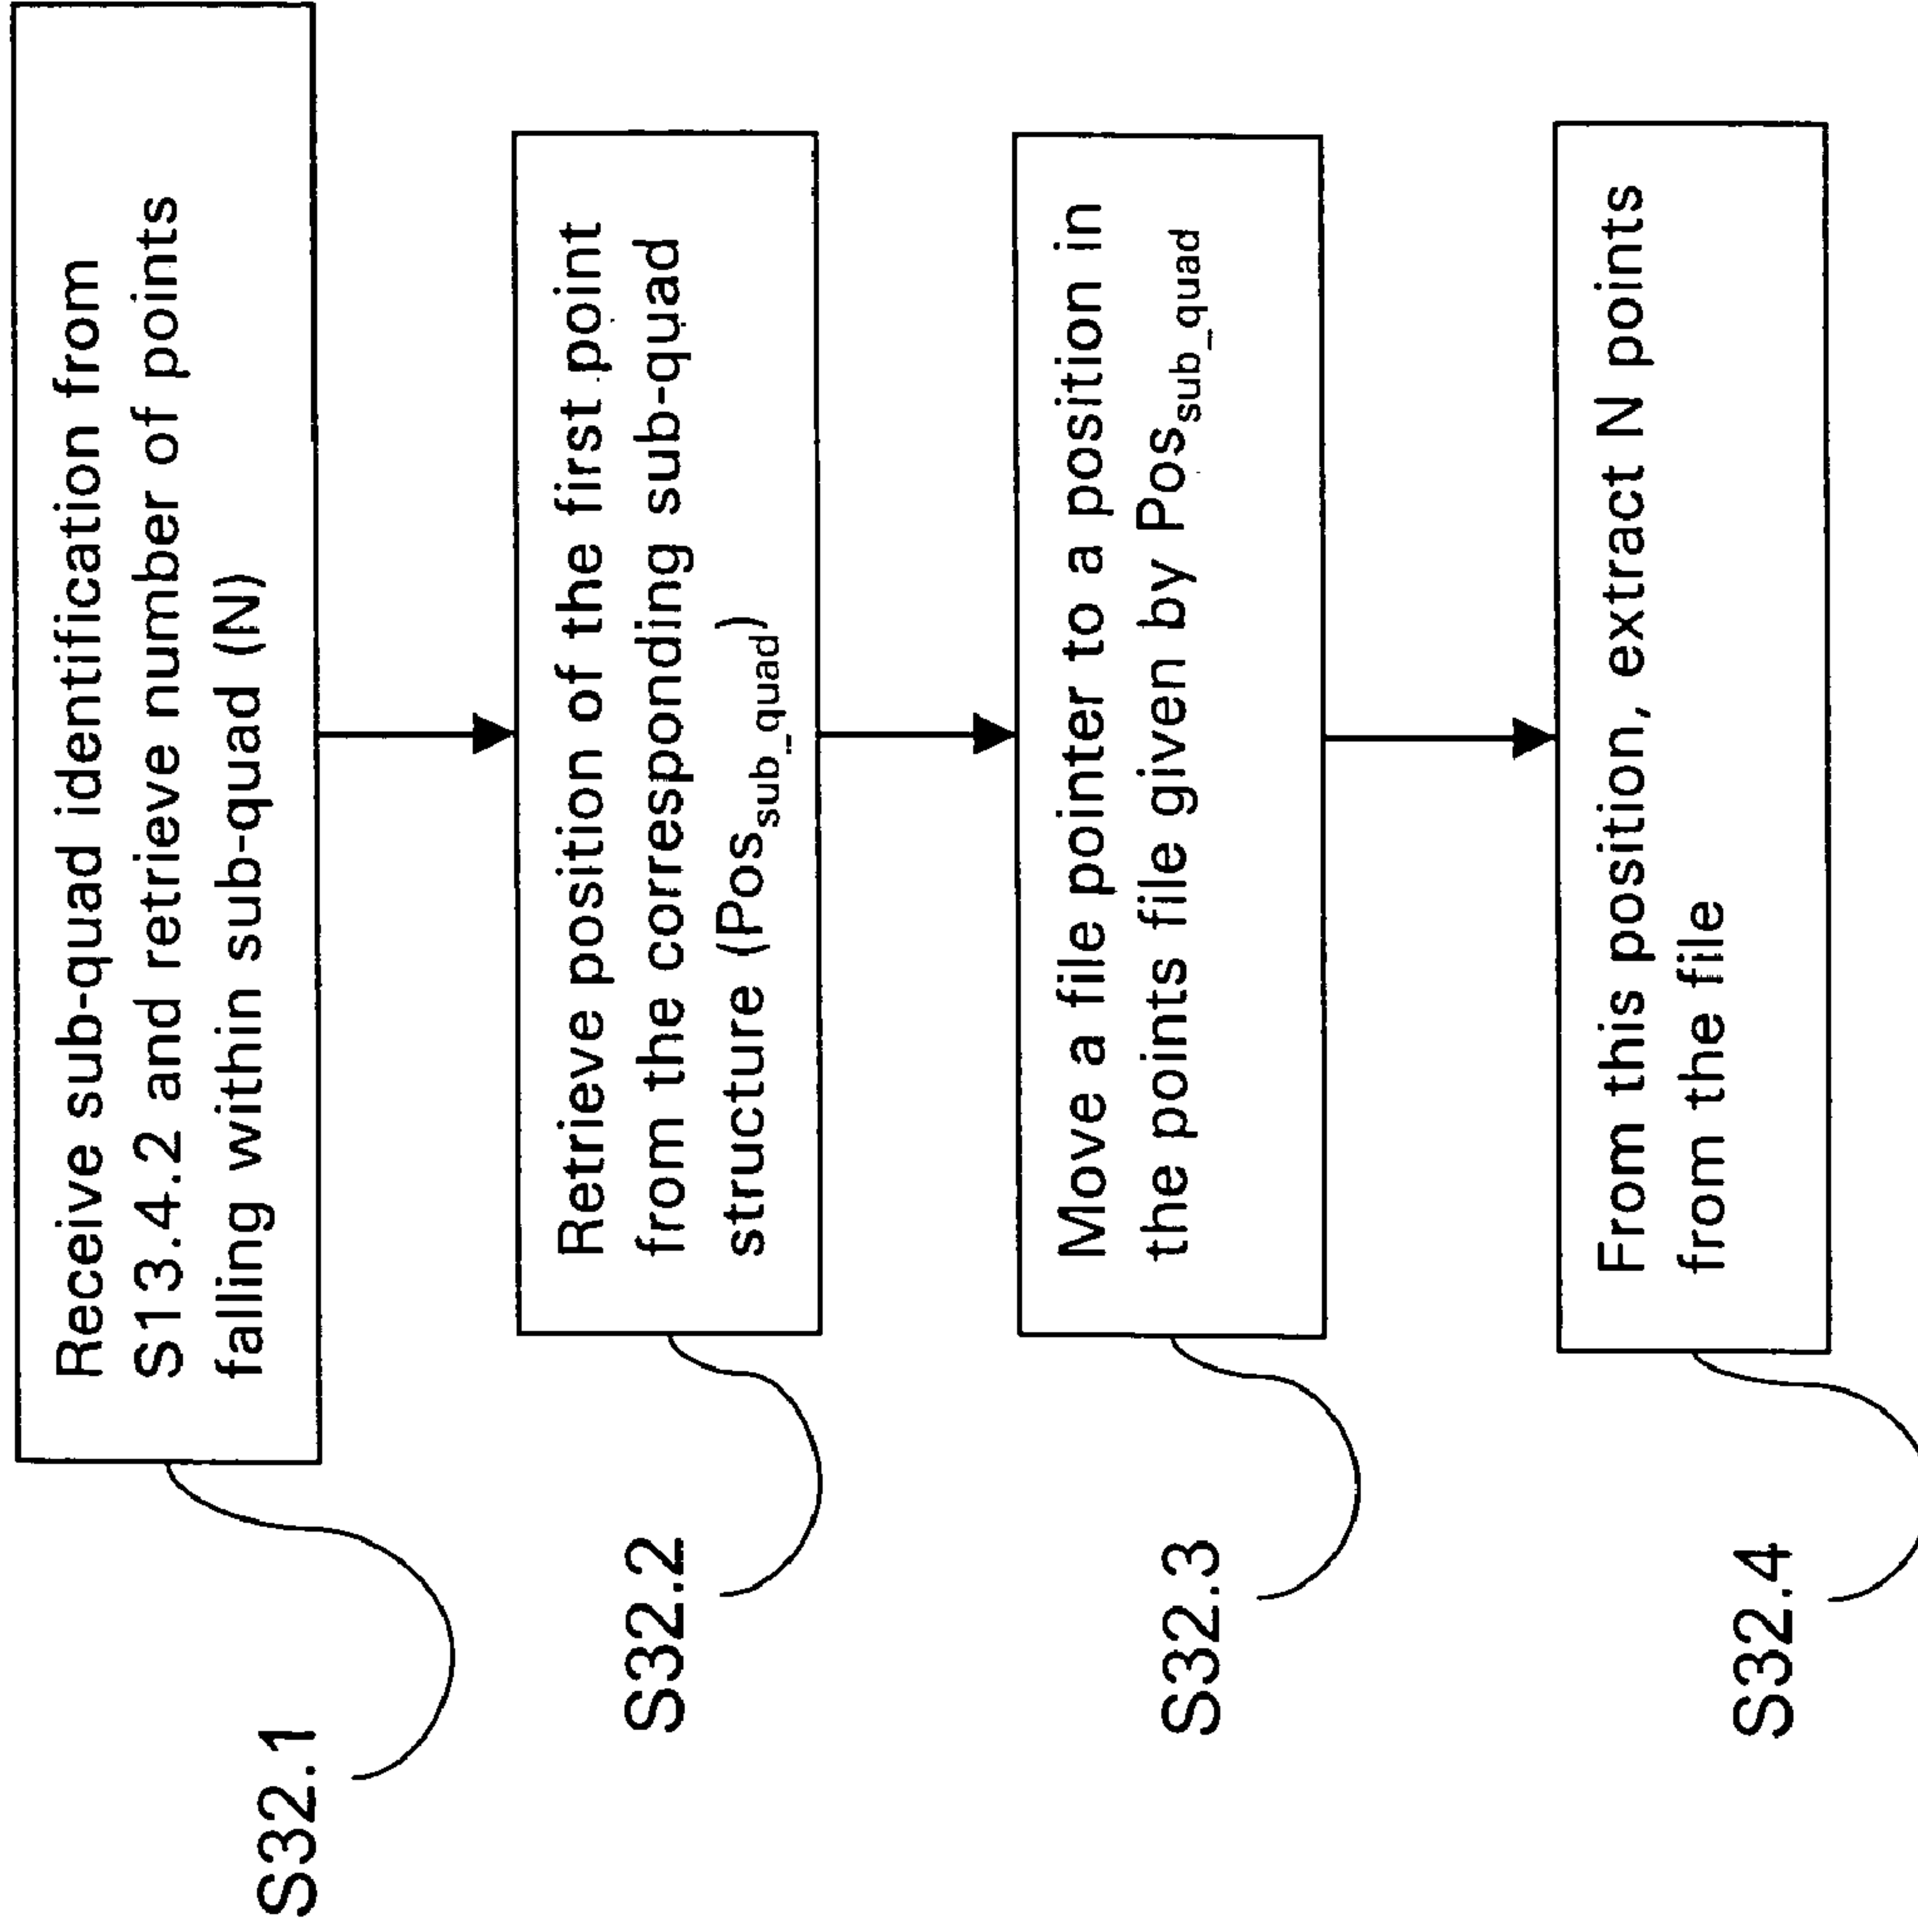 Receive sub-quad identification from
S13.4.2 and retrieve number of points
falling within sub-quad (N)
S32.1
Retrieve position of the first point
from the corresponding sub-quad
structure (Possub_quad)
S32.2
Move a file pointer to a position in
the points file given by Possub_quad
S32.3
From this position, extract N points
from the file
S32.4